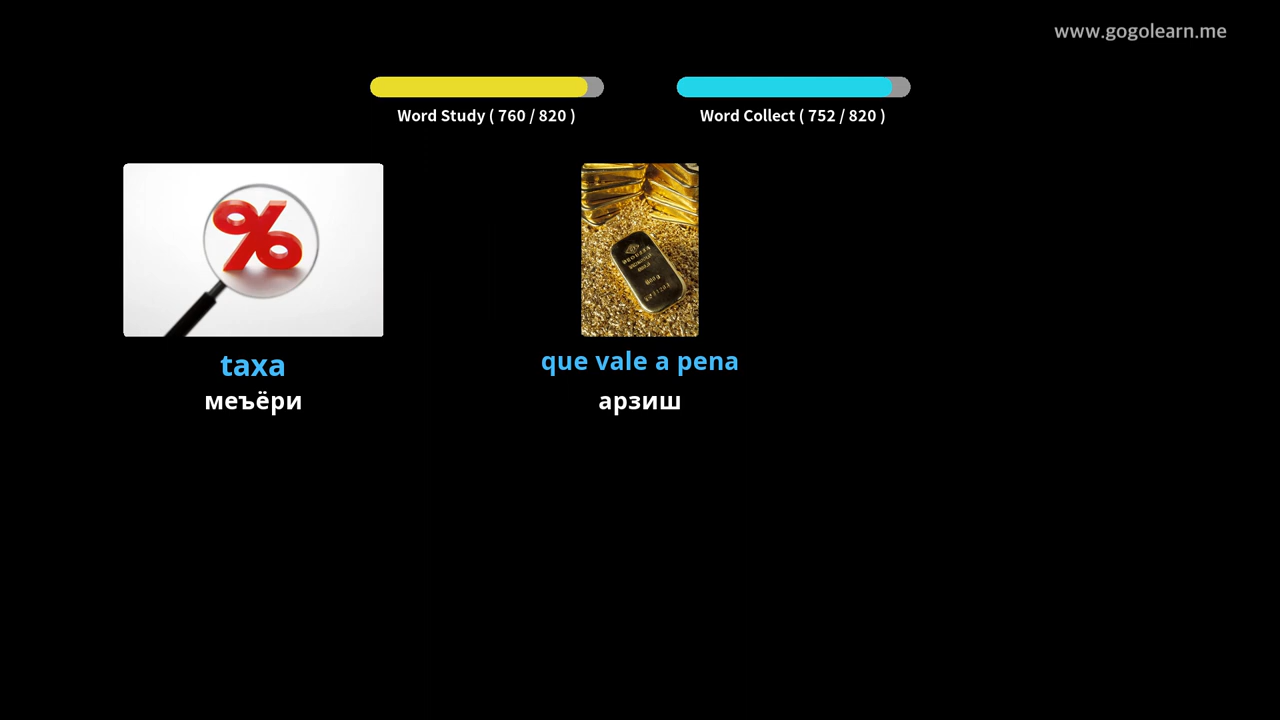 www.gogolearn.me
Word Study ( 760 / 820 )
Word Collect ( 752 / 820 )
taxa
меъёри
que vale a pena
арзиш